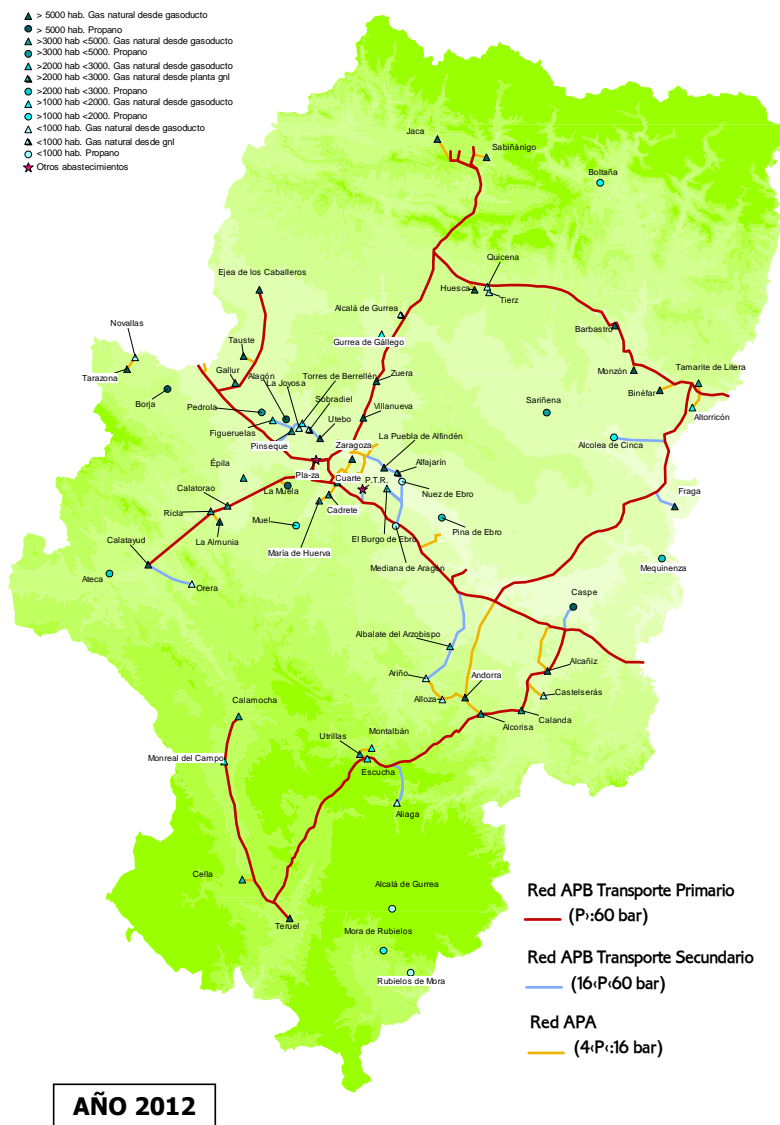 > 5000 hab. Gas natural desde gasoducto
> 5000 hab. Propano
>3000 hab <5000. Gas natural desde gasoducto
>3000 hab <5000. Propano
>2000 hab <3000. Gas natural desde gasoducto
>2000 hab <3000. Gas natural desde planta gnl
>2000 hab <3000. Propano
>1000 hab <2000. Gas natural desde gasoducto
>1000 hab <2000. Propano
<1000 hab. Gas natural desde gasoducto
<1000 hab. Gas natural desde gnl
<1000 hab. Propano
Otros abastecimientos
Jaca
Sabiñánigo
Boltaña
Quicena
Ejea de los Caballeros
Huesca
Tierz
Alcalá de Gurrea
Novallas
Gurrea de Gállego
Barbastro
Tauste
Tarazona
Gallur
Alagón
Torres de Berrellén
La Joyosa
Zuera
Monzón
Tamarite de Litera
Borja
Pedrola
Sobradiel
Binéfar
Sariñena
Figueruelas
Utebo
Villanueva
Altorricón
Pinseque
Zaragoza
La Puebla de Alfindén
Alcolea de Cinca
Épila
Pla-za
Cuarte
P.T.R.
Alfajarín
Calatorao
La Muela
Nuez de Ebro
Fraga
Ricla
Cadrete
La Almunia
Muel
María de Huerva
El Burgo de Ebro
Pina de Ebro
Calatayud
Mediana de Aragón
Mequinenza
Ateca
Orera
Caspe
Albalate del Arzobispo
Ariño
Andorra
Alcañiz
Alloza
Castelserás
Calamocha
Alcorisa
Calanda
Montalbán
Utrillas
Monreal del Campo
Escucha
Aliaga
Cella
Alcalá de Gurrea
Teruel
Mora de Rubielos
Rubielos de Mora
Red APB Transporte Primario
(P›:60 bar)
Red APB Transporte Secundario
(16‹P‹60 bar)
Red APA
(4‹P‹:16 bar)
AÑO 2012